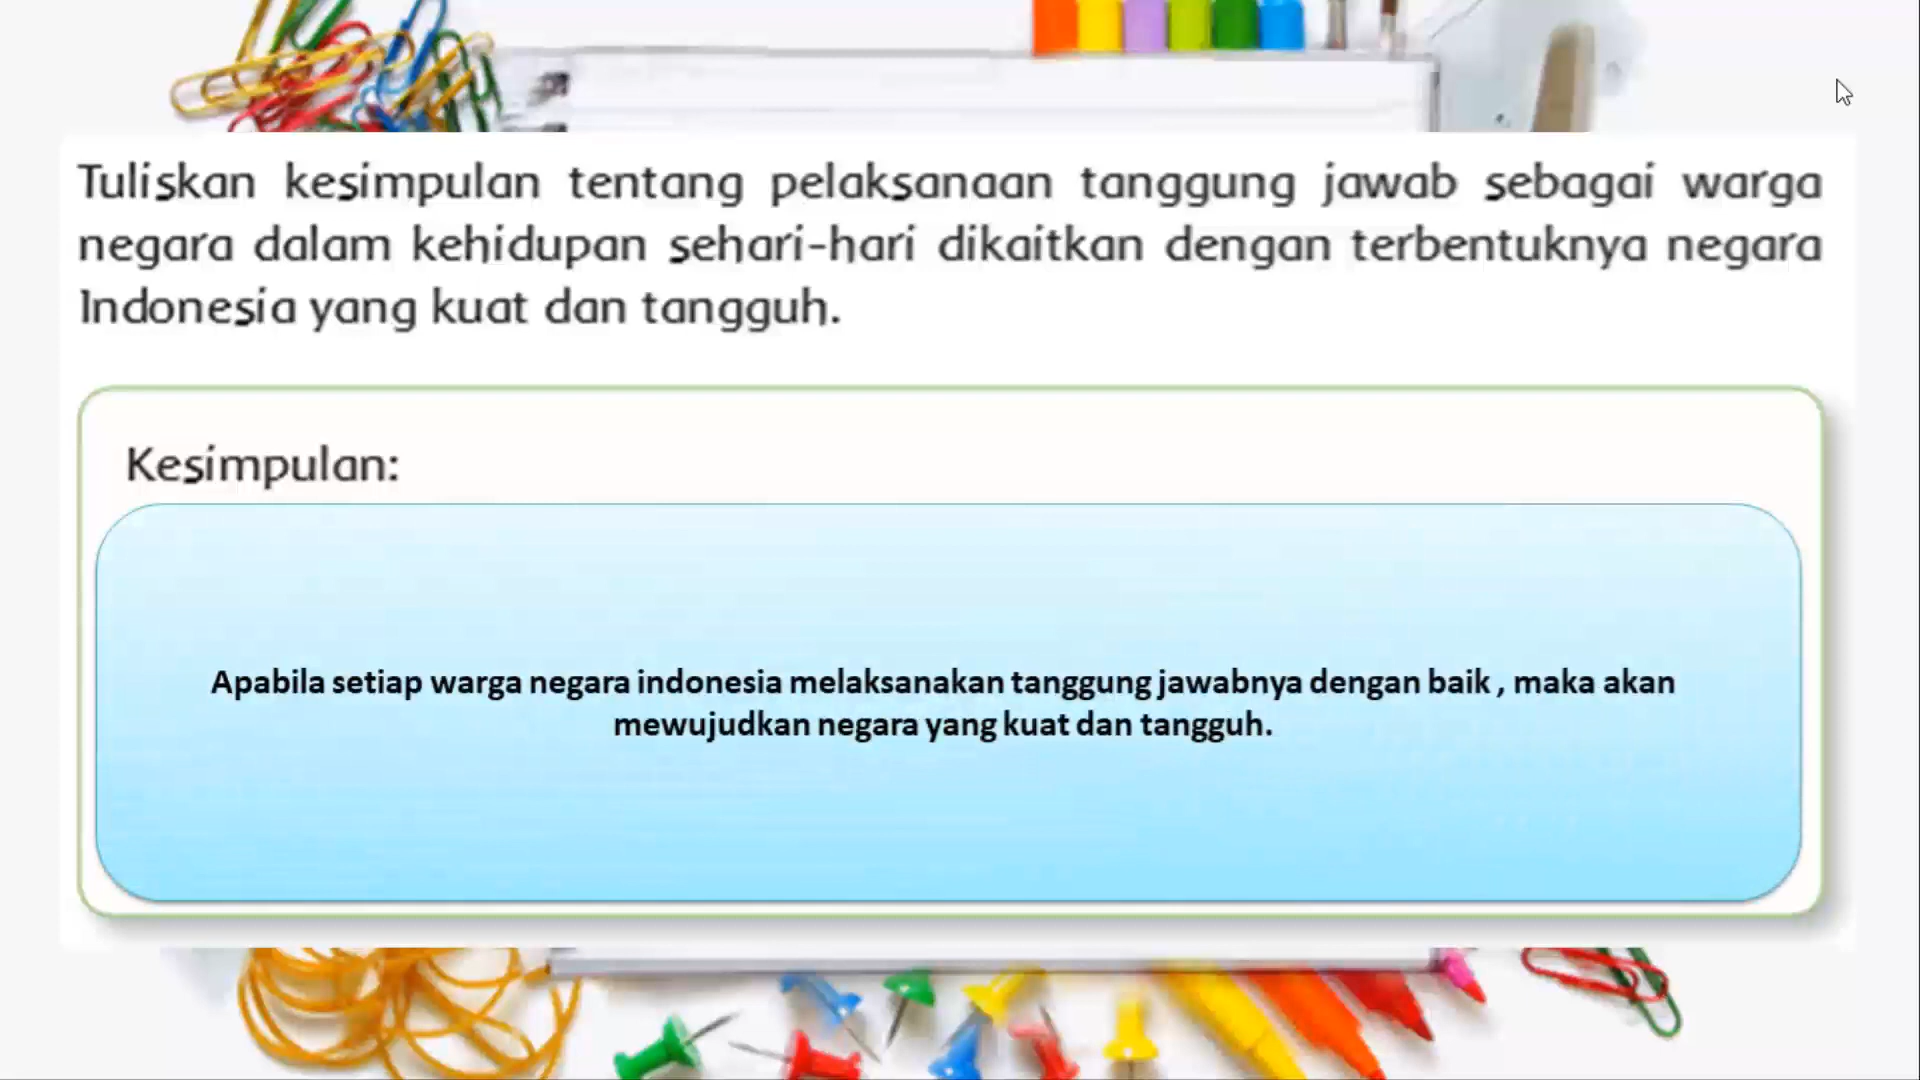 Tuliskan kesimpulan tentang pelaksanaan tanggung jawab sebagai warga
negara dalam kehidupan sehari-hari dikaitkan dengan terbentuknya negara
Indonesia yang kuat dan tangguh.
Kesimpulan:
Apabila setiap warga negara indonesia melaksanakan tanggung jawabnya dengan baik , maka akan
mewujudkan negara yang kuat dan tangguh.